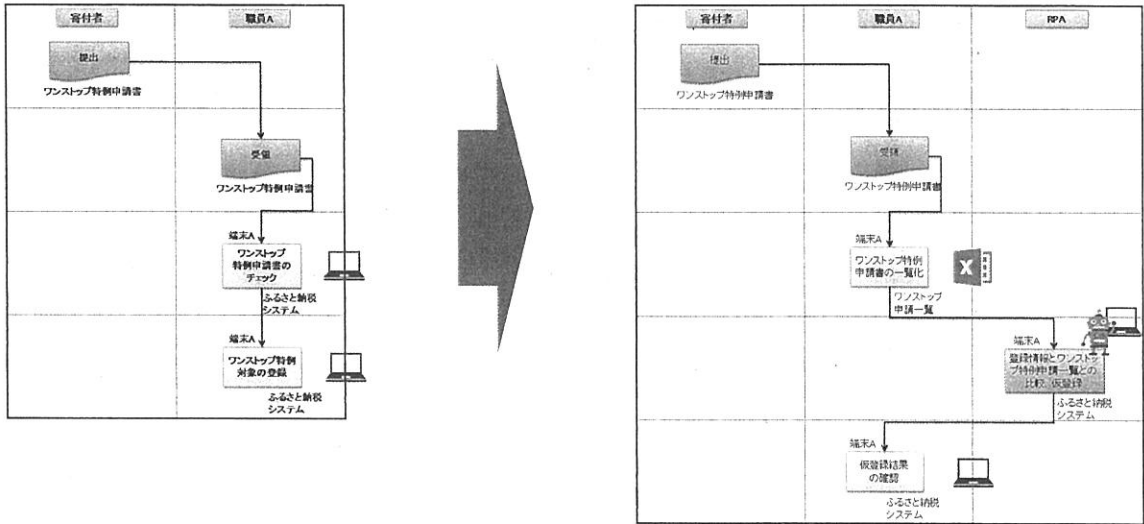 寄付者
職員A
提出
ワンストップ特例申請書
受領
ワンストップ特例申請書
端末A
ワンストップ
特例申請書の
チェック
ふるさと納税
システム
端末A
ワンストップ特例
対象の登録
ふるさと納税
システム
寄付者
職員A
RPA
提出
ワンストップ特例申請書
受領
ワンストップ特例申請書
端末A
ワンストップ特例
申請書の一覧化
ワンストップ
申請一覧
端末A
登録情報とワンストッ
プ特例申請一覧との
比較、仮登録
ふるさと納税
システム
端末A
仮登録結果
の確認
ふるさと納税
システム